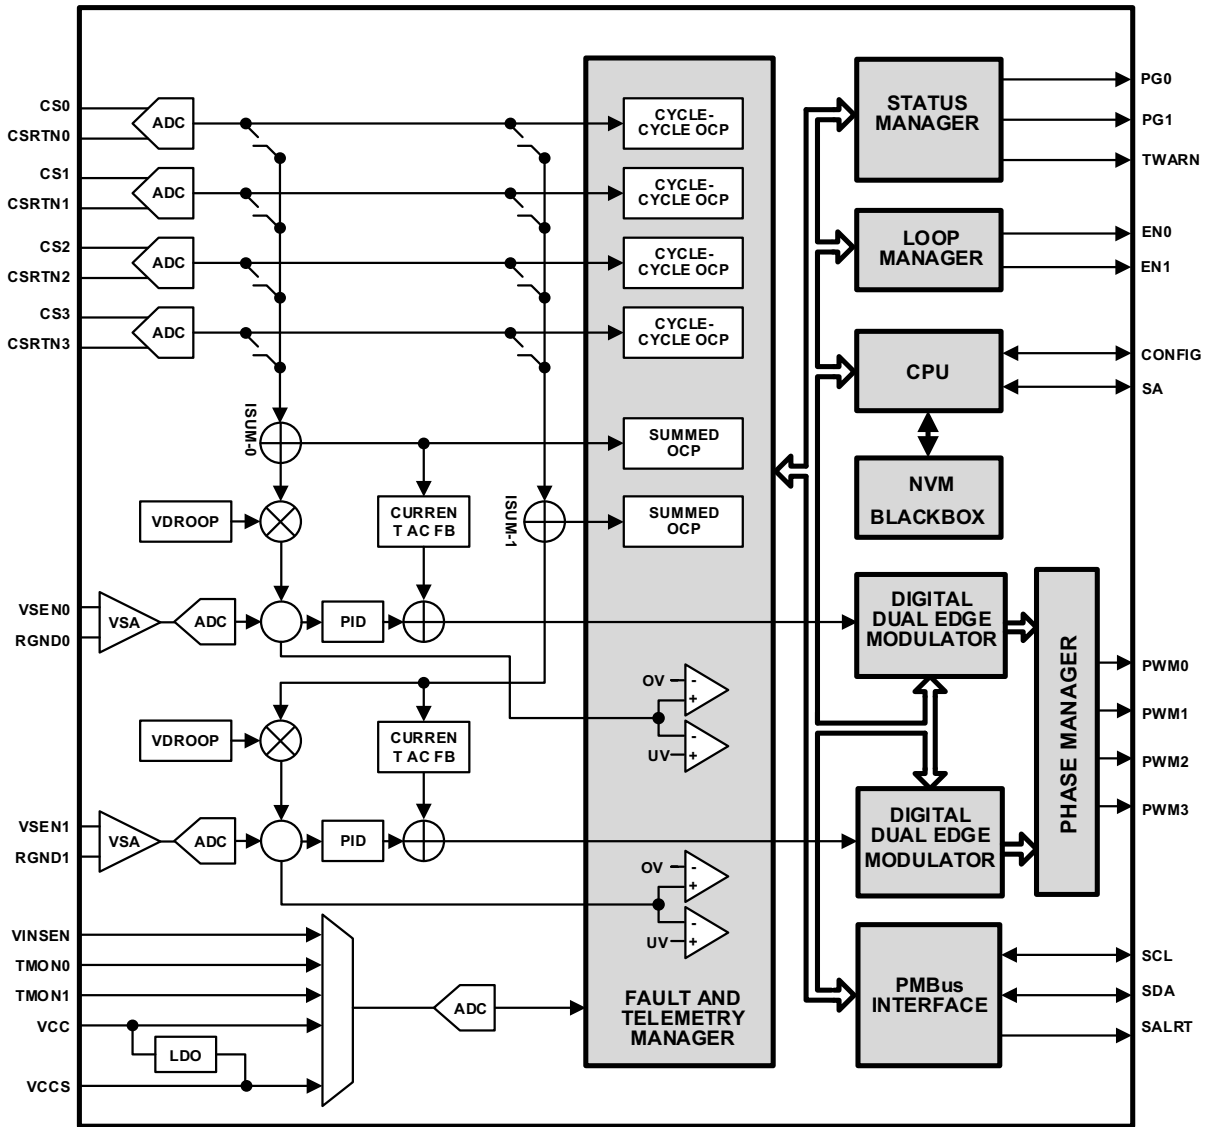 CS0
CSRTN0
ADC
CYCLE-
CYCLE OCP
CS1
CSRTN1
ADC
CYCLE-
CYCLE OCP
CS2
CSRTN2
ADC
CYCLE-
CYCLE OCP
CS3
CSRTN3
ADC
CYCLE-
CYCLE OCP
ISUM-0
SUMMED
OCP
VDROOP
CURREN
T AC FB
ISUM-1
SUMMED
OCP
VSEN0
RGND0
VSA
ADC
PID
OV
-
+
-
+
UV
VDROOP
CURREN
T AC FB
VSEN1
RGND1
VSA
ADC
PID
OV
-
+
-
+
UV
VINSEN
TMON0
TMON1
VCC
LDO
VCCS
ADC
FAULT AND
TELEMETRY
MANAGER
STATUS
MANAGER
PG0
PG1
TWARN
LOOP
MANAGER
EN0
EN1
CPU
CONFIG
SA
NVM
BLACKBOX
DIGITAL
DUAL EDGE
MODULATOR
DIGITAL
DUAL EDGE
MODULATOR
PHASE MANAGER
PWM0
PWM1
PWM2
PWM3
PMBus
INTERFACE
SCL
SDA
SALRT